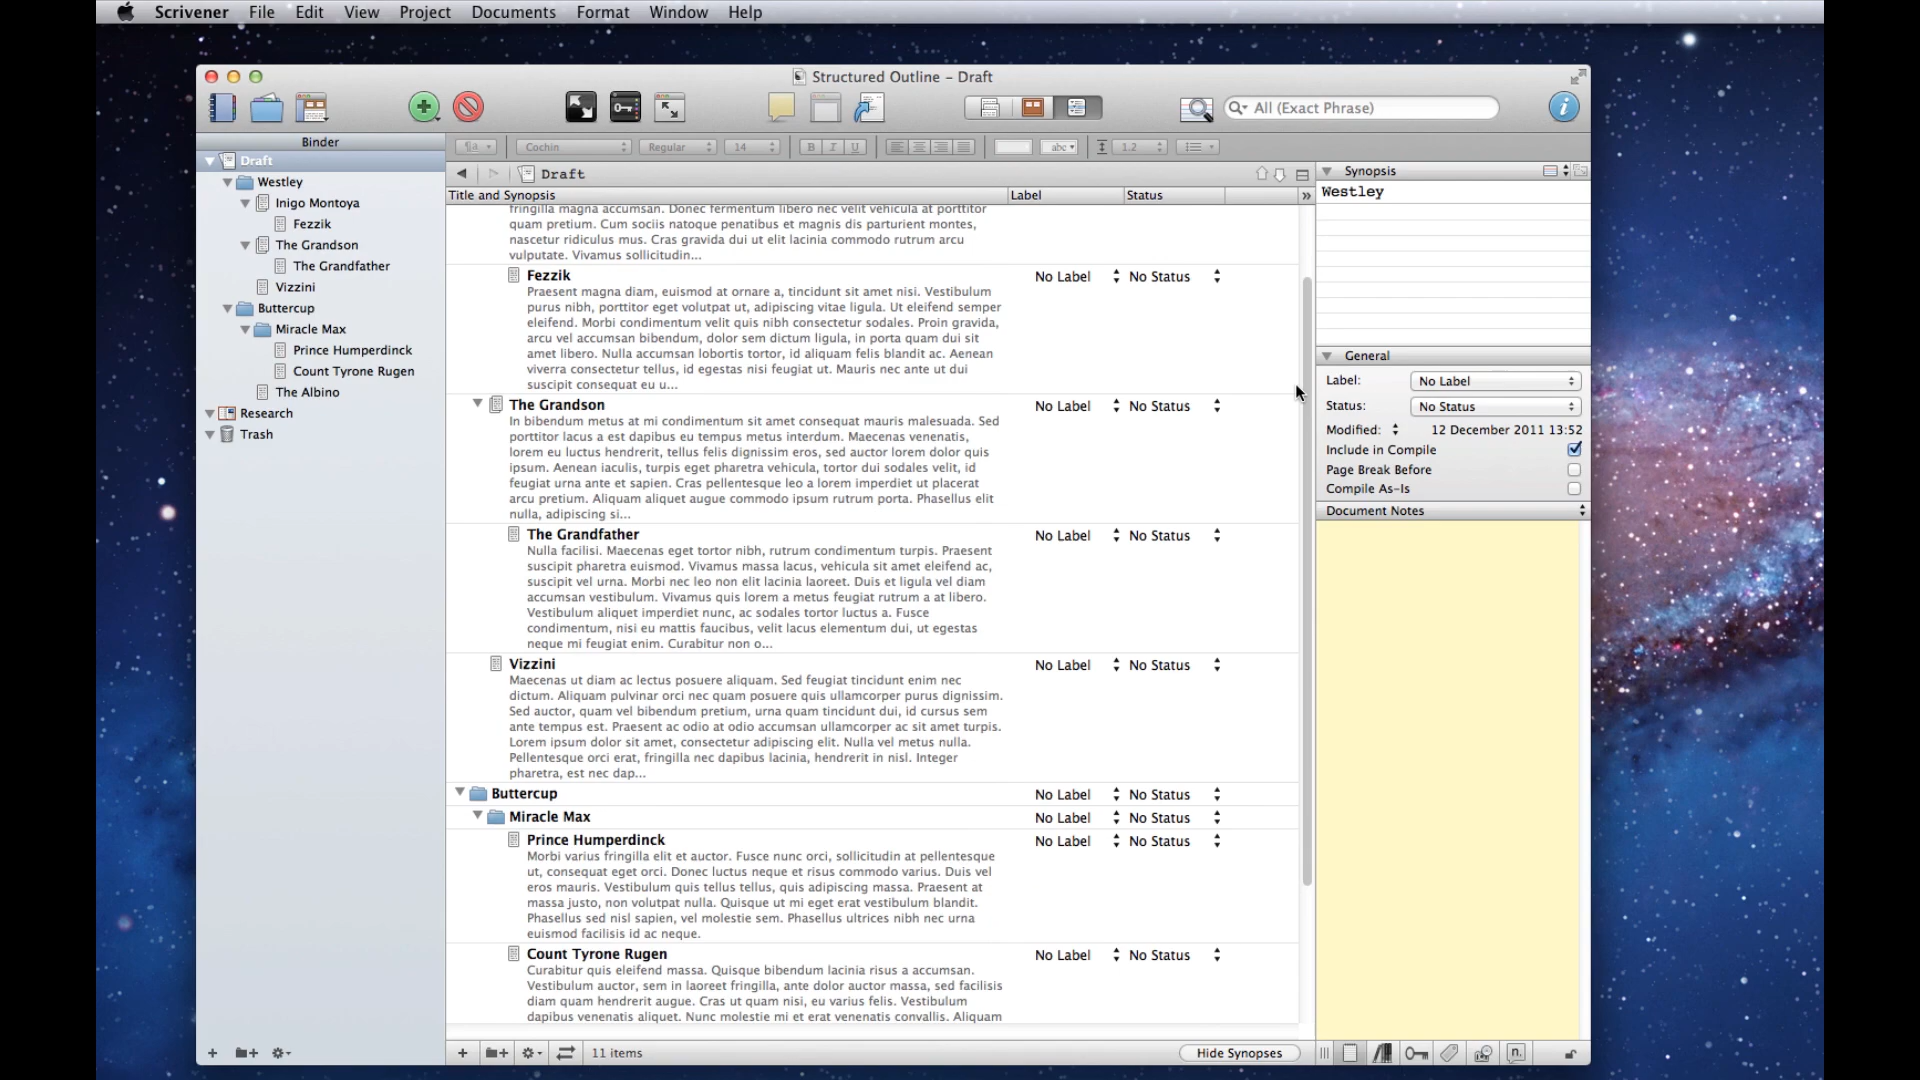 Scrivener File Edit View Project Documents Format Window Help
Structured Outline – Draft
All (Exact Phrase)
Binder
Cochin Regular 14 B I U abc 1.2
Draft
Westley
Inigo Montoya
Fezzik
The Grandson
The Grandfather
Vizzini
Buttercup
Miracle Max
Prince Humperdinck
Count Tyrone Rugen
The Albino
Research
Trash
Draft
Title and Synopsis Label Status »
fringilla magna accumsan. Donec fermentum libero nec velit vehicula at porttitor
quam pretium. Cum sociis natoque penatibus et magnis dis parturient montes,
nascetur ridiculus mus. Cras gravida dui ut elit lacinia commodo rutrum arcu
vulputate. Vivamus sollicitudin...
Fezzik No Label No Status
Praesent magna diam, euismod at ornare a, tincidunt sit amet nisi. Vestibulum
purus nibh, porttitor eget volutpat ut, adipiscing vitae ligula. Ut eleifend semper
eleifend. Morbi condimentum velit quis nibh consectetur sodales. Proin gravida,
arcu vel accumsan bibendum, dolor sem dictum ligula, in porta quam dui sit
amet libero. Nulla accumsan lobortis tortor, id aliquam felis blandit ac. Aenean
viverra consectetur tellus, id egestas nisi feugiat ut. Mauris nec ante ut dui
suscipit consequat eu u...
The Grandson No Label No Status
In bibendum metus at mi condimentum sit amet consequat mauris malesuada. Sed
porttitor lacus a est dapibus eu tempus metus interdum. Maecenas venenatis,
lorem eu luctus hendrerit, tellus felis dignissim eros, sed auctor lorem dolor quis
ipsum. Aenean iaculis, turpis eget pharetra vehicula, tortor dui sodales velit, id
feugiat urna ante et sapien. Cras pellentesque leo a lorem imperdiet ut placerat
arcu pretium. Aliquam aliquet augue commodo ipsum rutrum porta. Phasellus elit
nulla, adipiscing si...
The Grandfather No Label No Status
Nulla facilisi. Maecenas eget tortor nibh, rutrum condimentum turpis. Praesent
suscipit pharetra euismod. Vivamus massa lacus, vehicula sit amet eleifend ac,
suscipit vel urna. Morbi nec leo non elit lacinia laoreet. Duis et ligula vel diam
accumsan vestibulum. Vivamus quis lorem a metus feugiat rutrum a at libero.
Vestibulum aliquet imperdiet nunc, ac sodales tortor luctus a. Fusce
condimentum, nisi eu mattis faucibus, velit lacus elementum dui, ut egestas
neque mi feugiat enim. Curabitur non o...
Vizzini No Label No Status
Maecenas ut diam ac lectus posuere aliquam. Sed feugiat tincidunt enim nec
dictum. Aliquam pulvinar orci nec quam posuere quis ullamcorper purus dignissim.
Sed auctor, quam vel bibendum pretium, urna quam tincidunt dui, id cursus sem
ante tempus est. Praesent ac odio at odio accumsan ullamcorper ac sit amet turpis.
Lorem ipsum dolor sit amet, consectetur adipiscing elit. Nulla vel metus nulla.
Pellentesque orci erat, fringilla nec dapibus lacinia, hendrerit in nisl. Integer
pharetra, est nec dap...
Buttercup No Label No Status
Miracle Max No Label No Status
Prince Humperdinck No Label No Status
Morbi varius fringilla elit et auctor. Fusce nunc orci, sollicitudin at pellentesque
ut, consequat eget orci. Donec luctus neque et risus commodo varius. Duis vel
eros mauris. Vestibulum quis tellus tellus, quis adipiscing massa. Praesent at
massa justo, non volutpat nulla. Quisque ut mi eget erat vestibulum blandit.
Phasellus sed nisl sapien, vel molestie sem. Phasellus ultrices nibh nec urna
euismod facilisis id ac neque.
Count Tyrone Rugen No Label No Status
Curabitur quis eleifend massa. Quisque bibendum lacinia risus a accumsan.
Vestibulum auctor, sem in laoreet fringilla, ante dolor auctor massa, sed facilisis
diam quam hendrerit augue. Cras ut quam nisi, eu varius felis. Vestibulum
dapibus venenatis aliquet. Nunc molestie mi et erat venenatis convallis. Aliquam
11 items Hide Synopses
Synopsis
Westley
General
Label: No Label
Status: No Status
Modified: 12 December 2011 13:52
Include in Compile
Page Break Before
Compile As-Is
Document Notes
n.